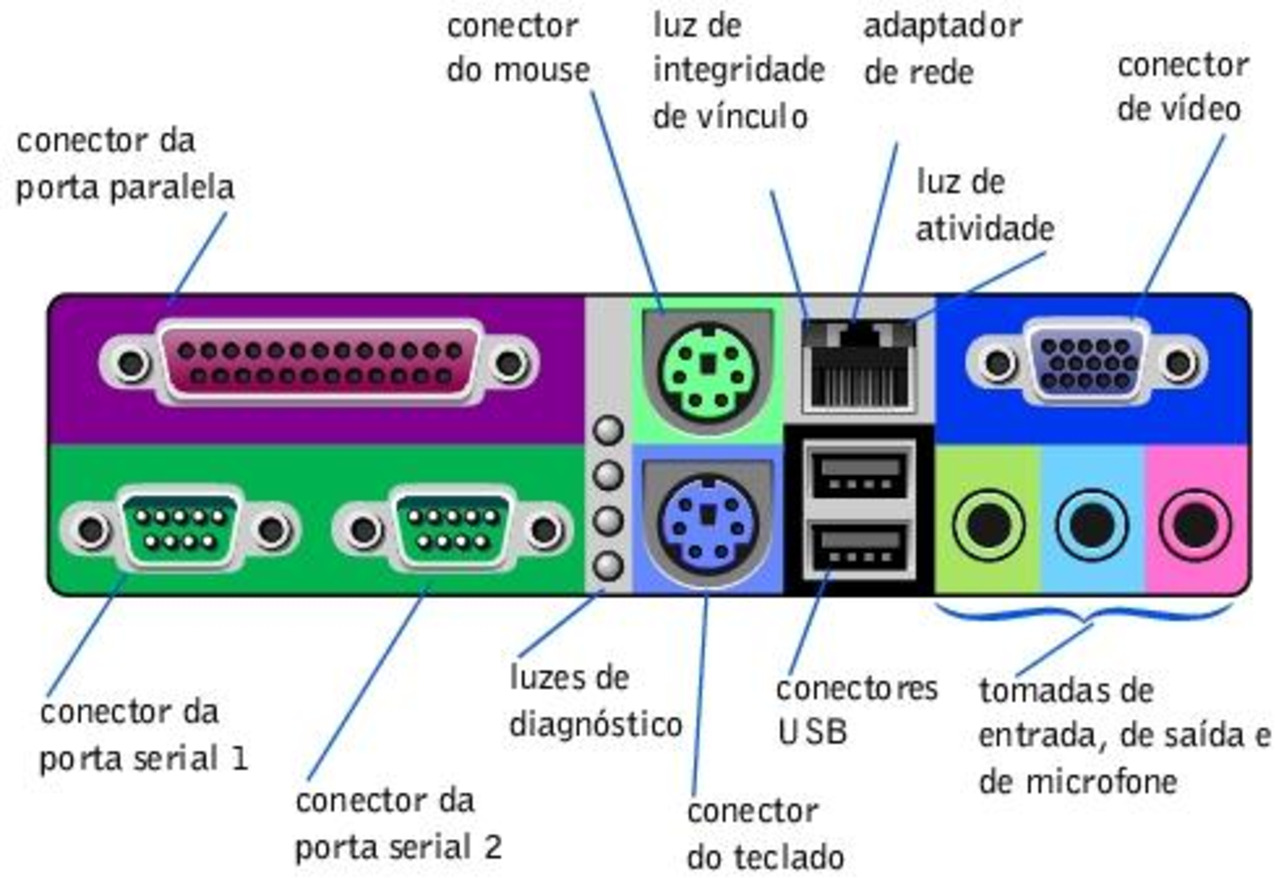 conector
do mouse
luz de
integridade
de vínculo
adaptador
de rede
conector
de vídeo
conector da
porta paralela
luz de
atividade
luzes de
diagnóstico
conectores
USB
tomadas de
entrada, de saída e
de microfone
conector da
porta serial 1
conector da
porta serial 2
conector
do teclado